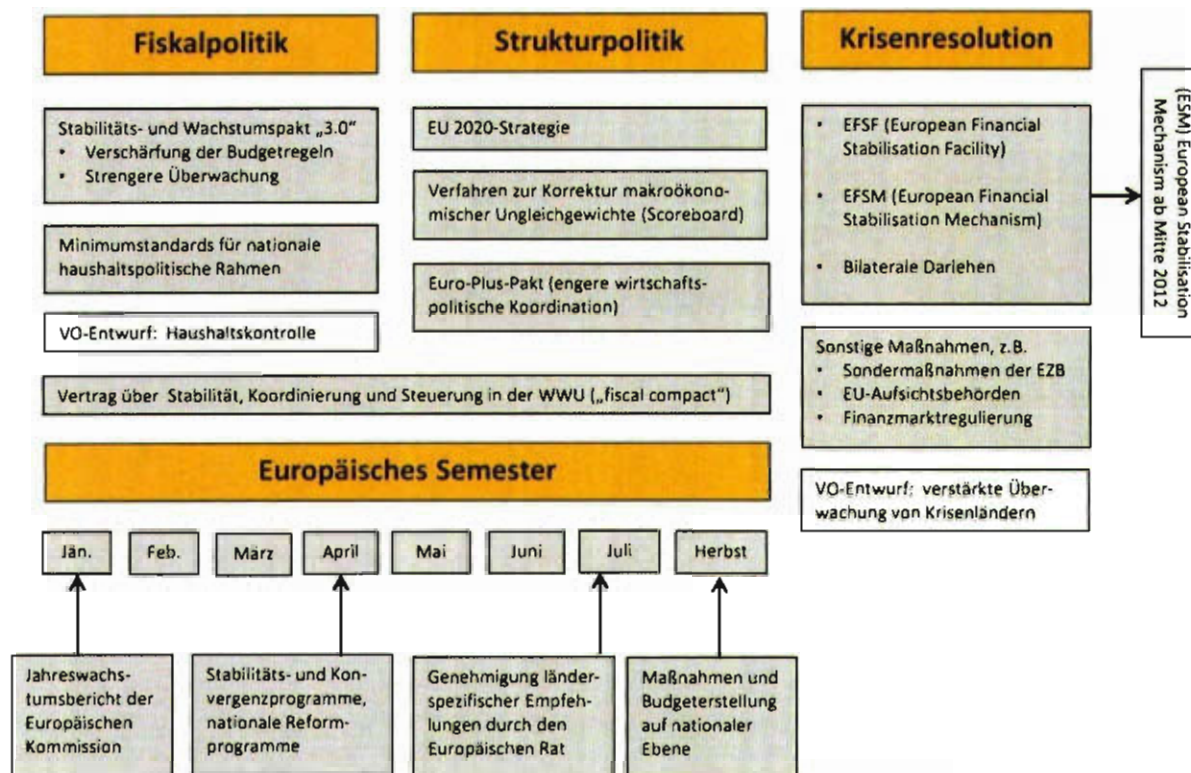 Fiskalpolitik
Stabilitäts- und Wachstumspakt „3.0“
• Verschärfung der Budgetregeln
• Strengere Überwachung
Minimumstandards für nationale
haushaltspolitische Rahmen
VO-Entwurf: Haushaltskontrolle
Strukturpolitik
EU 2020-Strategie
Verfahren zur Korrektur makroökono-
mischer Ungleichgewichte (Scoreboard)
Euro-Plus-Pakt (engere wirtschafts-
politische Koordination)
Vertrag über Stabilität, Koordinierung und Steuerung in der WWU („fiscal compact“)
Krisenresolution
• EFSF (European Financial
Stabilisation Facility)
• EFSM (European Financial
Stabilisation Mechanism)
• Bilaterale Darlehen
(ESM) European Stabilisation
Mechanism ab Mitte 2012
Sonstige Maßnahmen, z.B.
• Sondermaßnahmen der EZB
• EU-Aufsichtsbehörden
• Finanzmarktregulierung
VO-Entwurf: verstärkte Über-
wachung von Krisenländern
Europäisches Semester
Jän.
Feb.
März
April
Mai
Juni
Juli
Herbst
Jahreswachs-
tumsbericht der
Europäischen
Kommission
Stabilitäts- und Kon-
vergenzprogramme,
nationale Reform-
programme
Genehmigung länder-
spezifischer Empfeh-
lungen durch den
Europäischen Rat
Maßnahmen und
Budgeterstellung
auf nationaler
Ebene